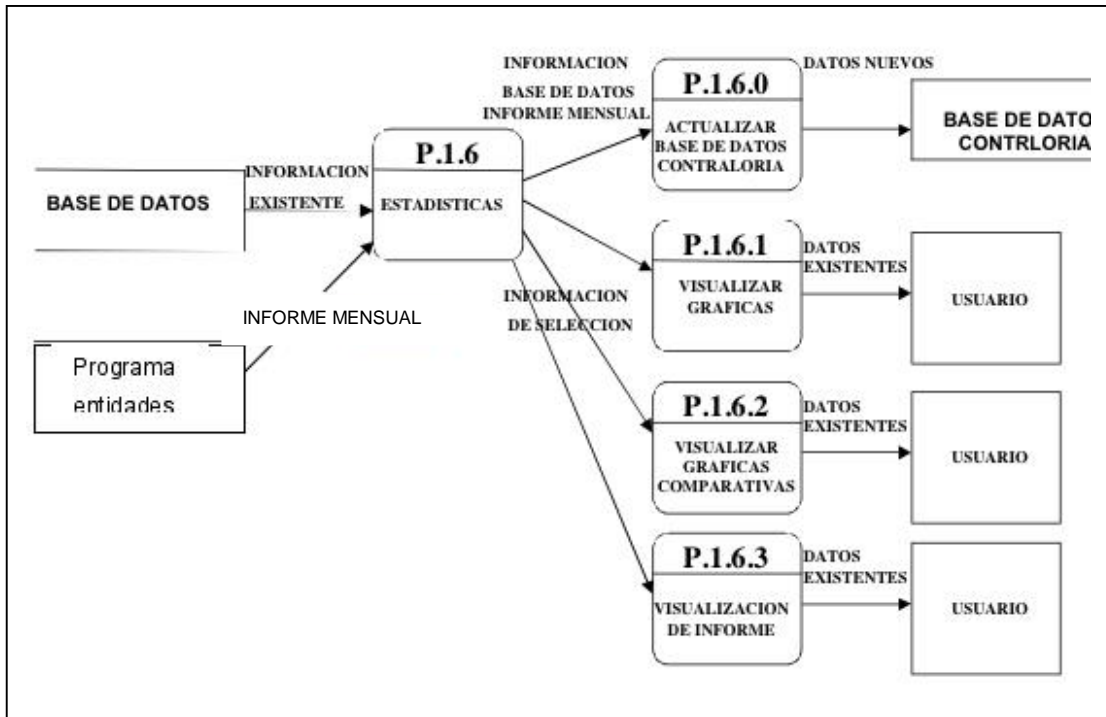 BASE DE DATOS
INFORMACION
EXISTENTE
Programa
entidades
INFORME MENSUAL
P.1.6
ESTADISTICAS
INFORMACION
BASE DE DATOS
INFORME MENSUAL
P.1.6.0
ACTUALIZAR
BASE DE DATOS
CONTRALORIA
DATOS NUEVOS
BASE DE DATO
CONTRLORIA
INFORMACION
DE SELECCION
P.1.6.1
VISUALIZAR
GRAFICAS
DATOS
EXISTENTES
USUARIO
P.1.6.2
VISUALIZAR
GRAFICAS
COMPARATIVAS
DATOS
EXISTENTES
USUARIO
P.1.6.3
VISUALIZACION
DE INFORME
DATOS
EXISTENTES
USUARIO